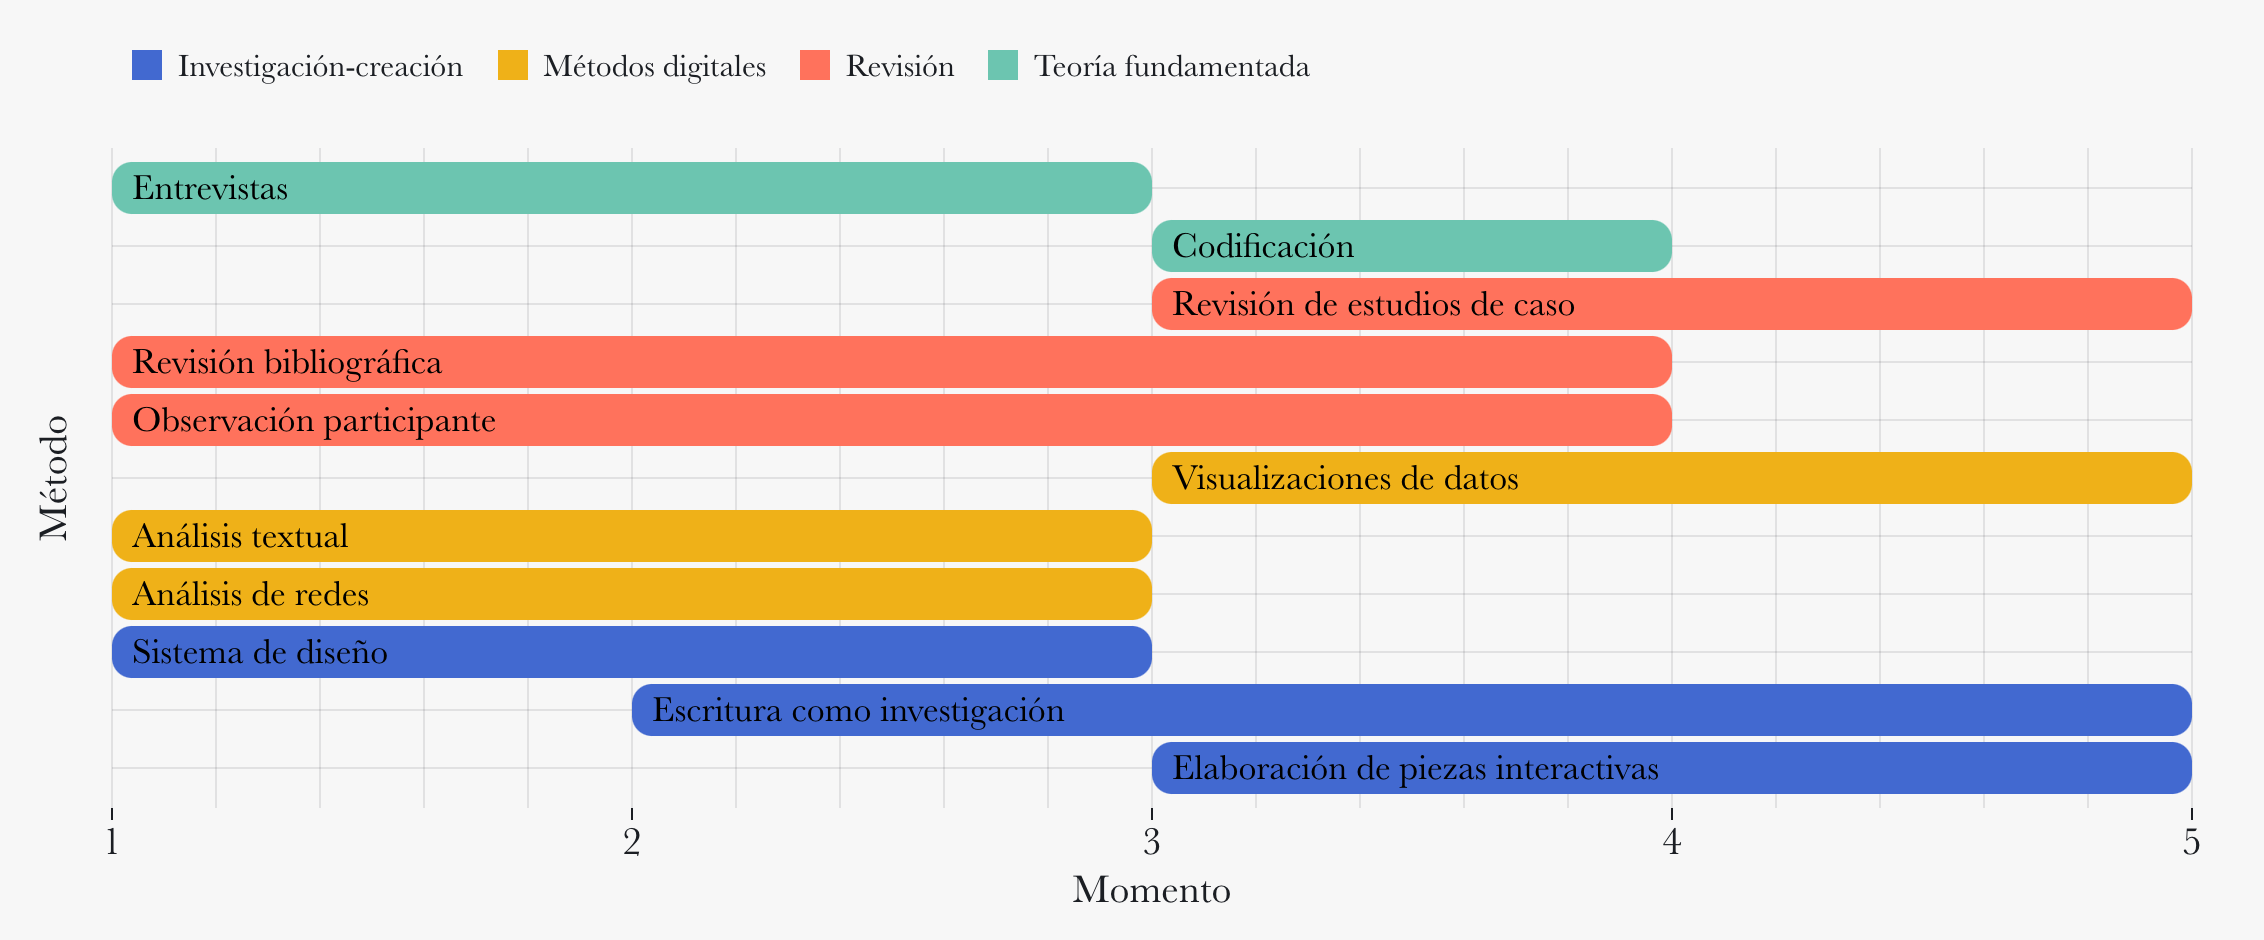 Investigación-creación Métodos digitales Revisión Teoría fundamentada
Entrevistas
Codificación
Revisión de estudios de caso
Revisión bibliográfica
Observación participante
Visualizaciones de datos
Análisis textual
Análisis de redes
Sistema de diseño
Escritura como investigación
Elaboración de piezas interactivas
Método
1 2 3 4 5
Momento